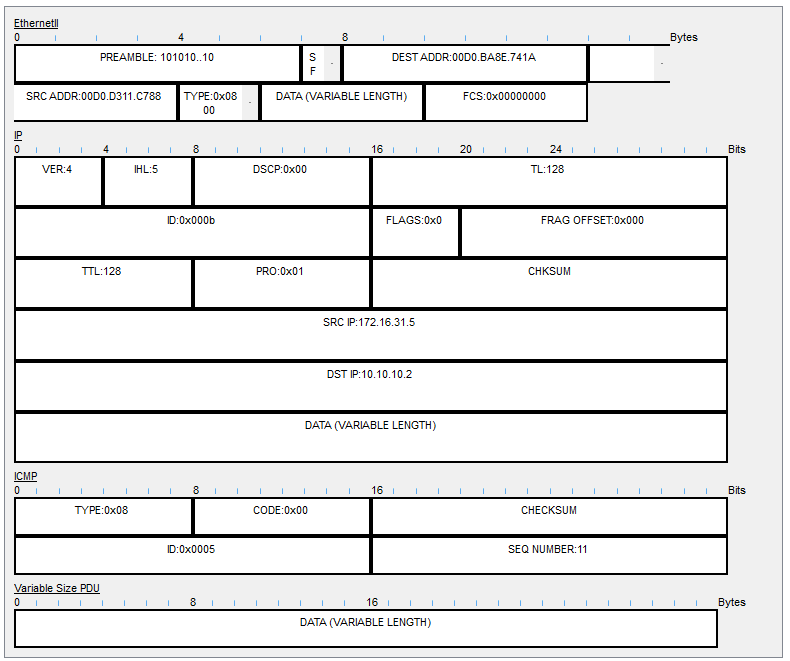 EthernetII
0 4 8 Bytes
PREAMBLE: 101010..10 S F . DEST ADDR:00D0.BA8E.741A .
SRC ADDR:00D0.D311.C788 TYPE:0x08 00 . DATA (VARIABLE LENGTH) FCS:0x00000000
IP
0 4 8 16 20 24 Bits
VER:4 IHL:5 DSCP:0x00 TL:128
ID:0x000b FLAGS:0x0 FRAG OFFSET:0x000
TTL:128 PRO:0x01 CHKSUM
SRC IP:172.16.31.5
DST IP:10.10.10.2
DATA (VARIABLE LENGTH)
ICMP
0 8 16 Bits
TYPE:0x08 CODE:0x00 CHECKSUM
ID:0x0005 SEQ NUMBER:11
Variable Size PDU
0 8 16 Bytes
DATA (VARIABLE LENGTH)